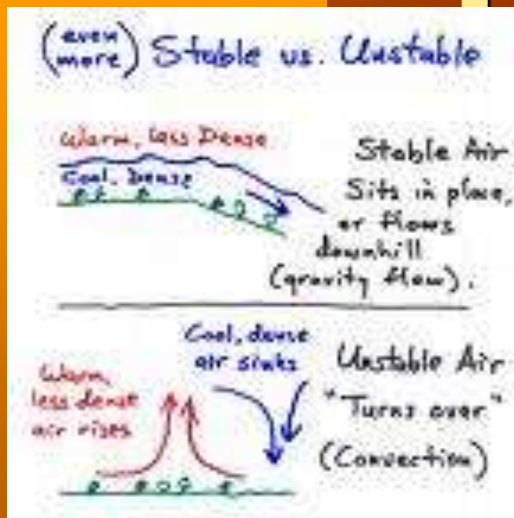 (even more) Stable vs. Unstable
Warm, Less Dense
Cool, Dense
Stable Air
Sits in place,
or flows
downhill
(gravity flow).
Cool, dense
air sinks
Warm,
less dense
air rises
Unstable Air
"Turns over"
(Convection)